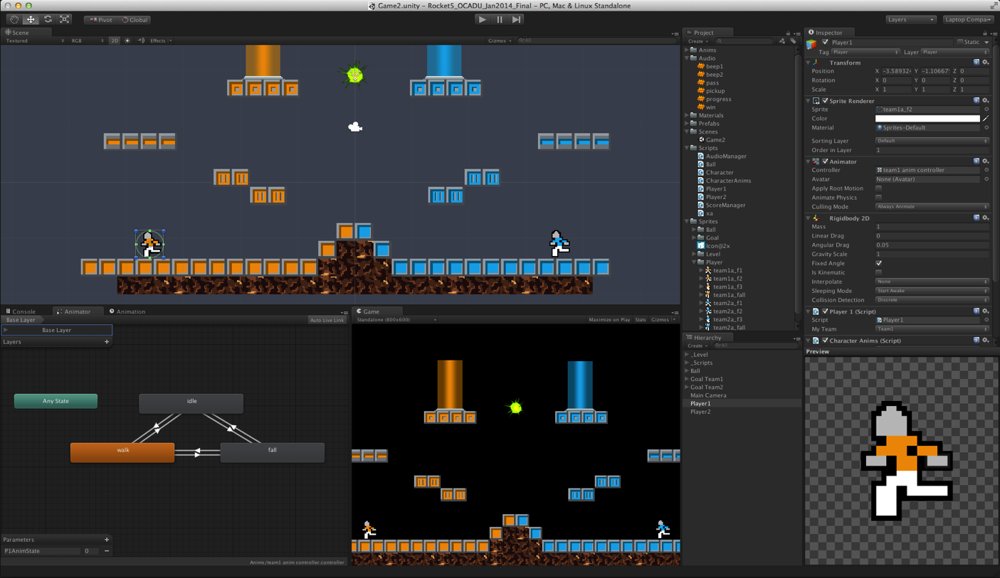 Game2.unity – Rocket5_OCADU_Jan2014_Final – PC, Mac & Linux Standalone
Pivot Global
Layers Laptop Compa
Scene
Textured RGB 2D Effects Gizmos All
Console Animator Animation
Base Layer Auto Live Link
Base Layer
Layers +
Any State
idle
walk
fall
Parameters +
P1AnimState 0 −
Anims/team1 anim controller.controller
Game
Standalone (800x600) Maximize on Play Stats Gizmos
Project
Create
Anims
Audio
beep1
beep2
pass
pickup
progress
win
Materials
Prefabs
Scenes
Game2
Scripts
AudioManager
Ball
Character
CharacterAnims
Player1
Player2
ScoreManager
xa
Sprites
Ball
Goal
Icon@2x
Level
Player
team1a_f1
team1a_f2
team1a_f3
team1a_fall
team2a_f1
team2a_f2
team2a_f3
team2a_fall
Hierarchy
Create All
_Level
_Scripts
Ball
Goal Team1
Goal Team2
Main Camera
Player1
Player2
Inspector
Player1 Static
Tag Player Layer Player
Transform
Position X −3.58932 Y −1.10667 Z 0
Rotation X 0 Y 0 Z 0
Scale X 1 Y 1 Z 1
Sprite Renderer
Sprite team1a_f2
Color
Material Sprites-Default
Sorting Layer Default
Order in Layer 1
Animator
Controller team1 anim controller
Avatar None (Avatar)
Apply Root Motion
Animate Physics
Culling Mode Always Animate
Rigidbody 2D
Mass 1
Linear Drag 0
Angular Drag 0.05
Gravity Scale 1
Fixed Angle
Is Kinematic
Interpolate None
Sleeping Mode Start Awake
Collision Detection Discrete
Player 1 (Script)
Script Player1
My Team Team1
Character Anims (Script)
Preview